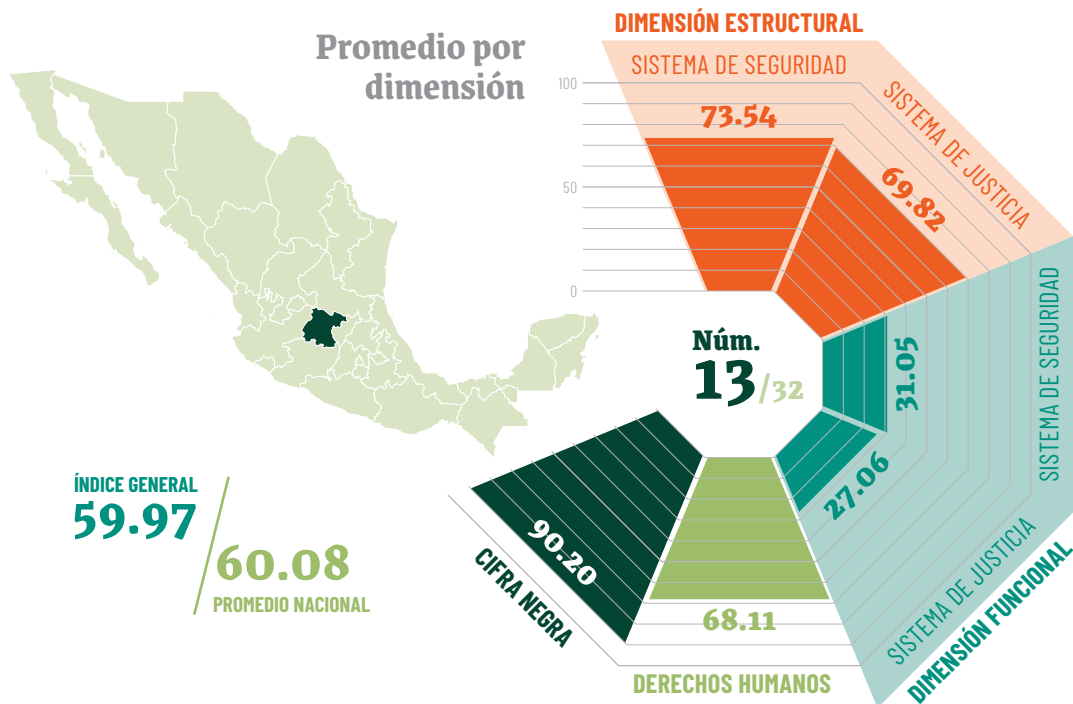 Promedio por
dimensión
DIMENSIÓN ESTRUCTURAL
SISTEMA DE SEGURIDAD
SISTEMA DE JUSTICIA
100
50
0
73.54
69.82
31.05
27.06
SISTEMA DE SEGURIDAD
SISTEMA DE JUSTICIA
DIMENSIÓN FUNCIONAL
Núm.
13/32
68.11
DERECHOS HUMANOS
90.20
CIFRA NEGRA
ÍNDICE GENERAL
59.97
60.08
PROMEDIO NACIONAL